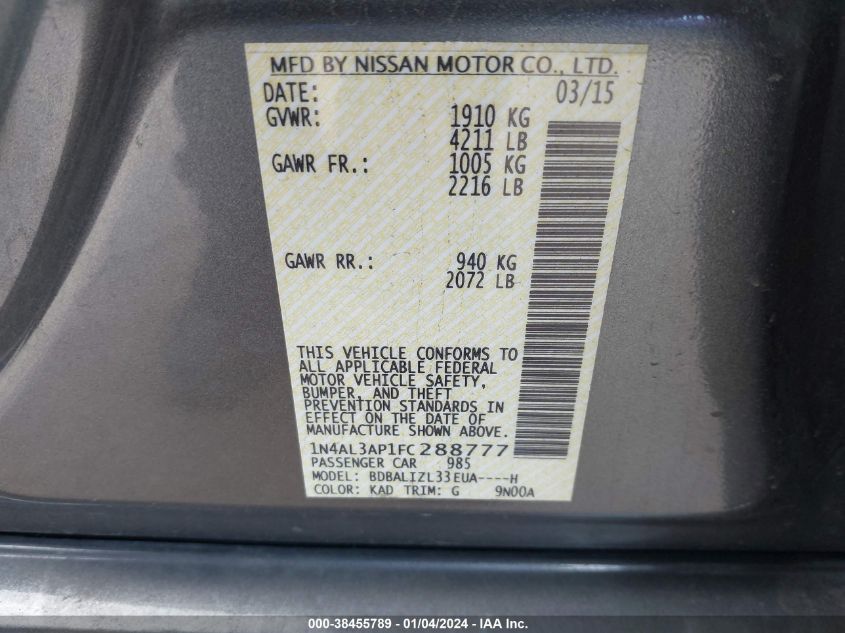 MFD BY NISSAN MOTOR CO., LTD.
DATE: 03/15
GVWR: 1910 KG
4211 LB
GAWR FR.: 1005 KG
2216 LB
GAWR RR.: 940 KG
2072 LB
THIS VEHICLE CONFORMS TO
ALL APPLICABLE FEDERAL
MOTOR VEHICLE SAFETY,
BUMPER, AND THEFT
PREVENTION STANDARDS IN
EFFECT ON THE DATE OF
MANUFACTURE SHOWN ABOVE.
1N4AL3AP1FC288777
PASSENGER CAR 985
MODEL: BDBALIZL33EUA----H
COLOR: KAD TRIM: G 9N00A
000-38455789 - 01/04/2024 - IAA Inc.